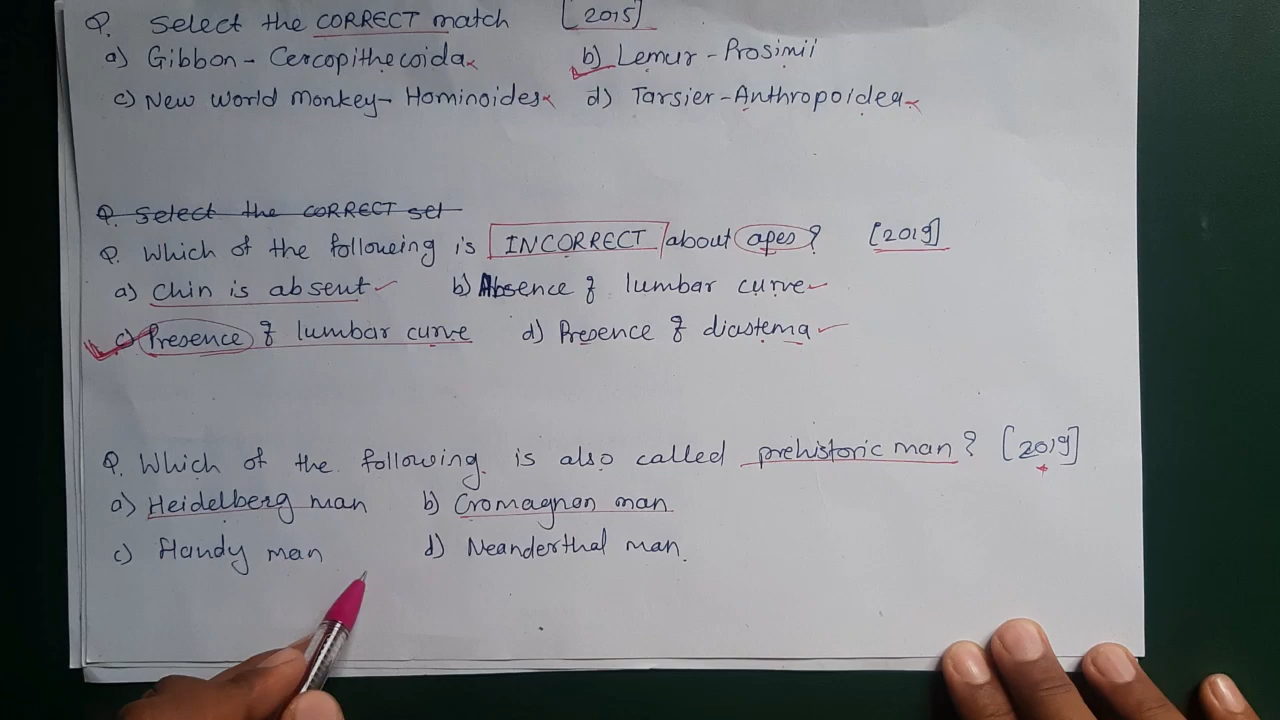 Q. Select the CORRECT match [2015]
a) Gibbon - Cercopithecoida b) Lemur - Prosimii
c) New World Monkey - Hominoides d) Tarsier - Anthropoidea
Q. Select the CORRECT set
Q. Which of the following is INCORRECT about apes? [2019]
a) Chin is absent b) Absence of lumbar curve
c) Presence of lumbar curve d) Presence of diastema
Q. Which of the following is also called prehistoric man? [2019]
a) Heidelberg man b) Cromagnon man
c) Handy man d) Neanderthal man.